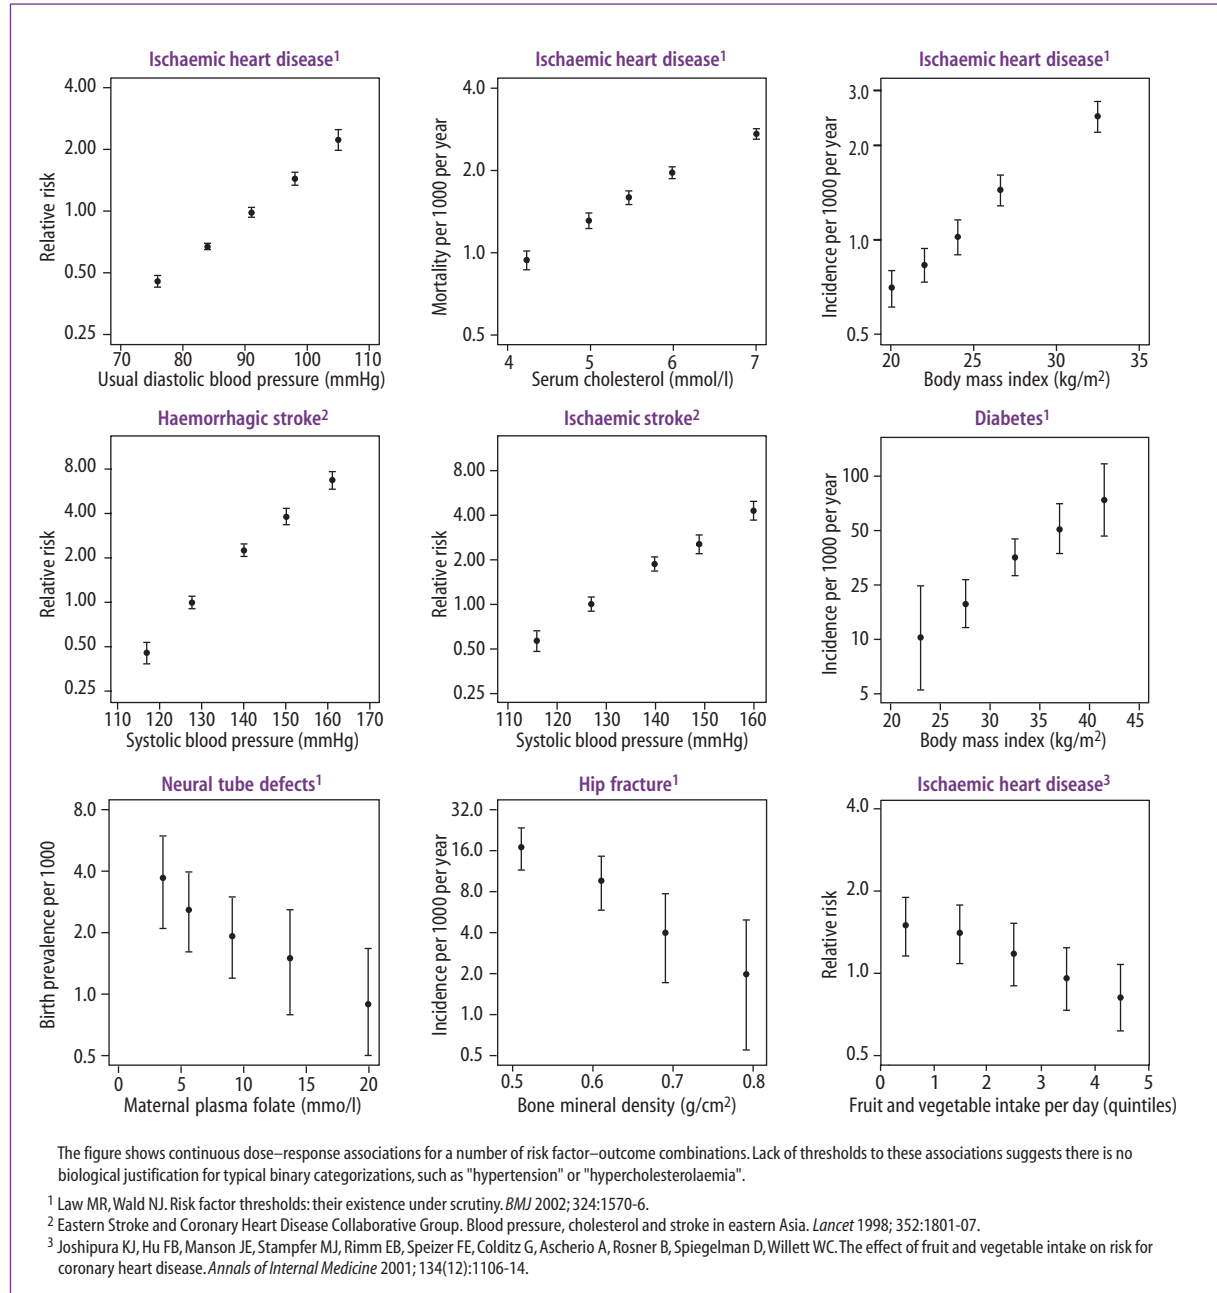 Ischaemic heart disease1
4.00
2.00
1.00
0.50
0.25
Relative risk
70 80 90 100 110
Usual diastolic blood pressure (mmHg)
Ischaemic heart disease1
4.0
2.0
1.0
0.5
Mortality per 1000 per year
4 5 6 7
Serum cholesterol (mmol/l)
Ischaemic heart disease1
3.0
2.0
1.0
0.5
Incidence per 1000 per year
20 25 30 35
Body mass index (kg/m2)
Haemorrhagic stroke2
8.00
4.00
2.00
1.00
0.50
0.25
Relative risk
110 120 130 140 150 160 170
Systolic blood pressure (mmHg)
Ischaemic stroke2
8.00
4.00
2.00
1.00
0.50
0.25
Relative risk
110 120 130 140 150 160
Systolic blood pressure (mmHg)
Diabetes1
100
50
25
10
5
Incidence per 1000 per year
20 25 30 35 40 45
Body mass index (kg/m2)
Neural tube defects1
8.0
4.0
2.0
1.0
0.5
Birth prevalence per 1000
0 5 10 15 20
Maternal plasma folate (mmo/l)
Hip fracture1
32.0
16.0
8.0
4.0
2.0
1.0
0.5
Incidence per 1000 per year
0.5 0.6 0.7 0.8
Bone mineral density (g/cm2)
Ischaemic heart disease3
4.0
2.0
1.0
0.5
Relative risk
0 1 2 3 4 5
Fruit and vegetable intake per day (quintiles)
The figure shows continuous dose–response associations for a number of risk factor–outcome combinations. Lack of thresholds to these associations suggests there is no
biological justification for typical binary categorizations, such as "hypertension" or "hypercholesterolaemia".
1 Law MR, Wald NJ. Risk factor thresholds: their existence under scrutiny. BMJ 2002; 324:1570-6.
2 Eastern Stroke and Coronary Heart Disease Collaborative Group. Blood pressure, cholesterol and stroke in eastern Asia. Lancet 1998; 352:1801-07.
3 Joshipura KJ, Hu FB, Manson JE, Stampfer MJ, Rimm EB, Speizer FE, Colditz G, Ascherio A, Rosner B, Spiegelman D, Willett WC. The effect of fruit and vegetable intake on risk for
coronary heart disease. Annals of Internal Medicine 2001; 134(12):1106-14.